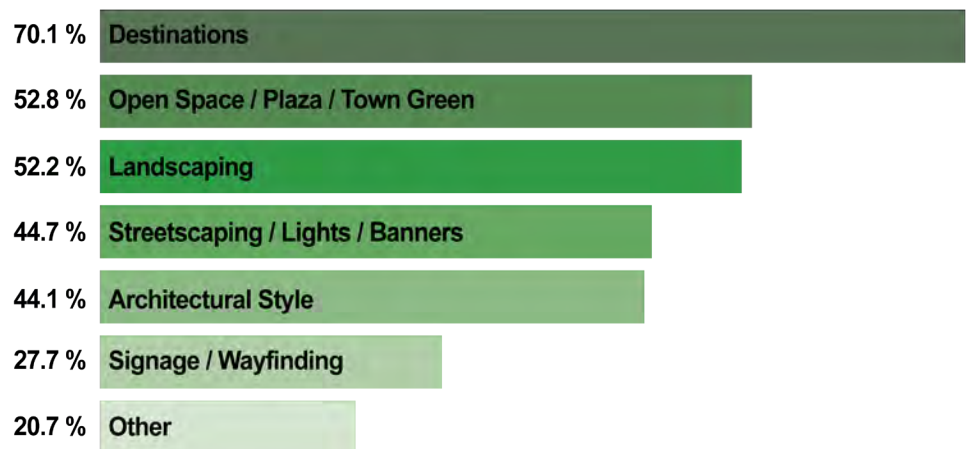 70.1 % Destinations
52.8 % Open Space / Plaza / Town Green
52.2 % Landscaping
44.7 % Streetscaping / Lights / Banners
44.1 % Architectural Style
27.7 % Signage / Wayfinding
20.7 % Other